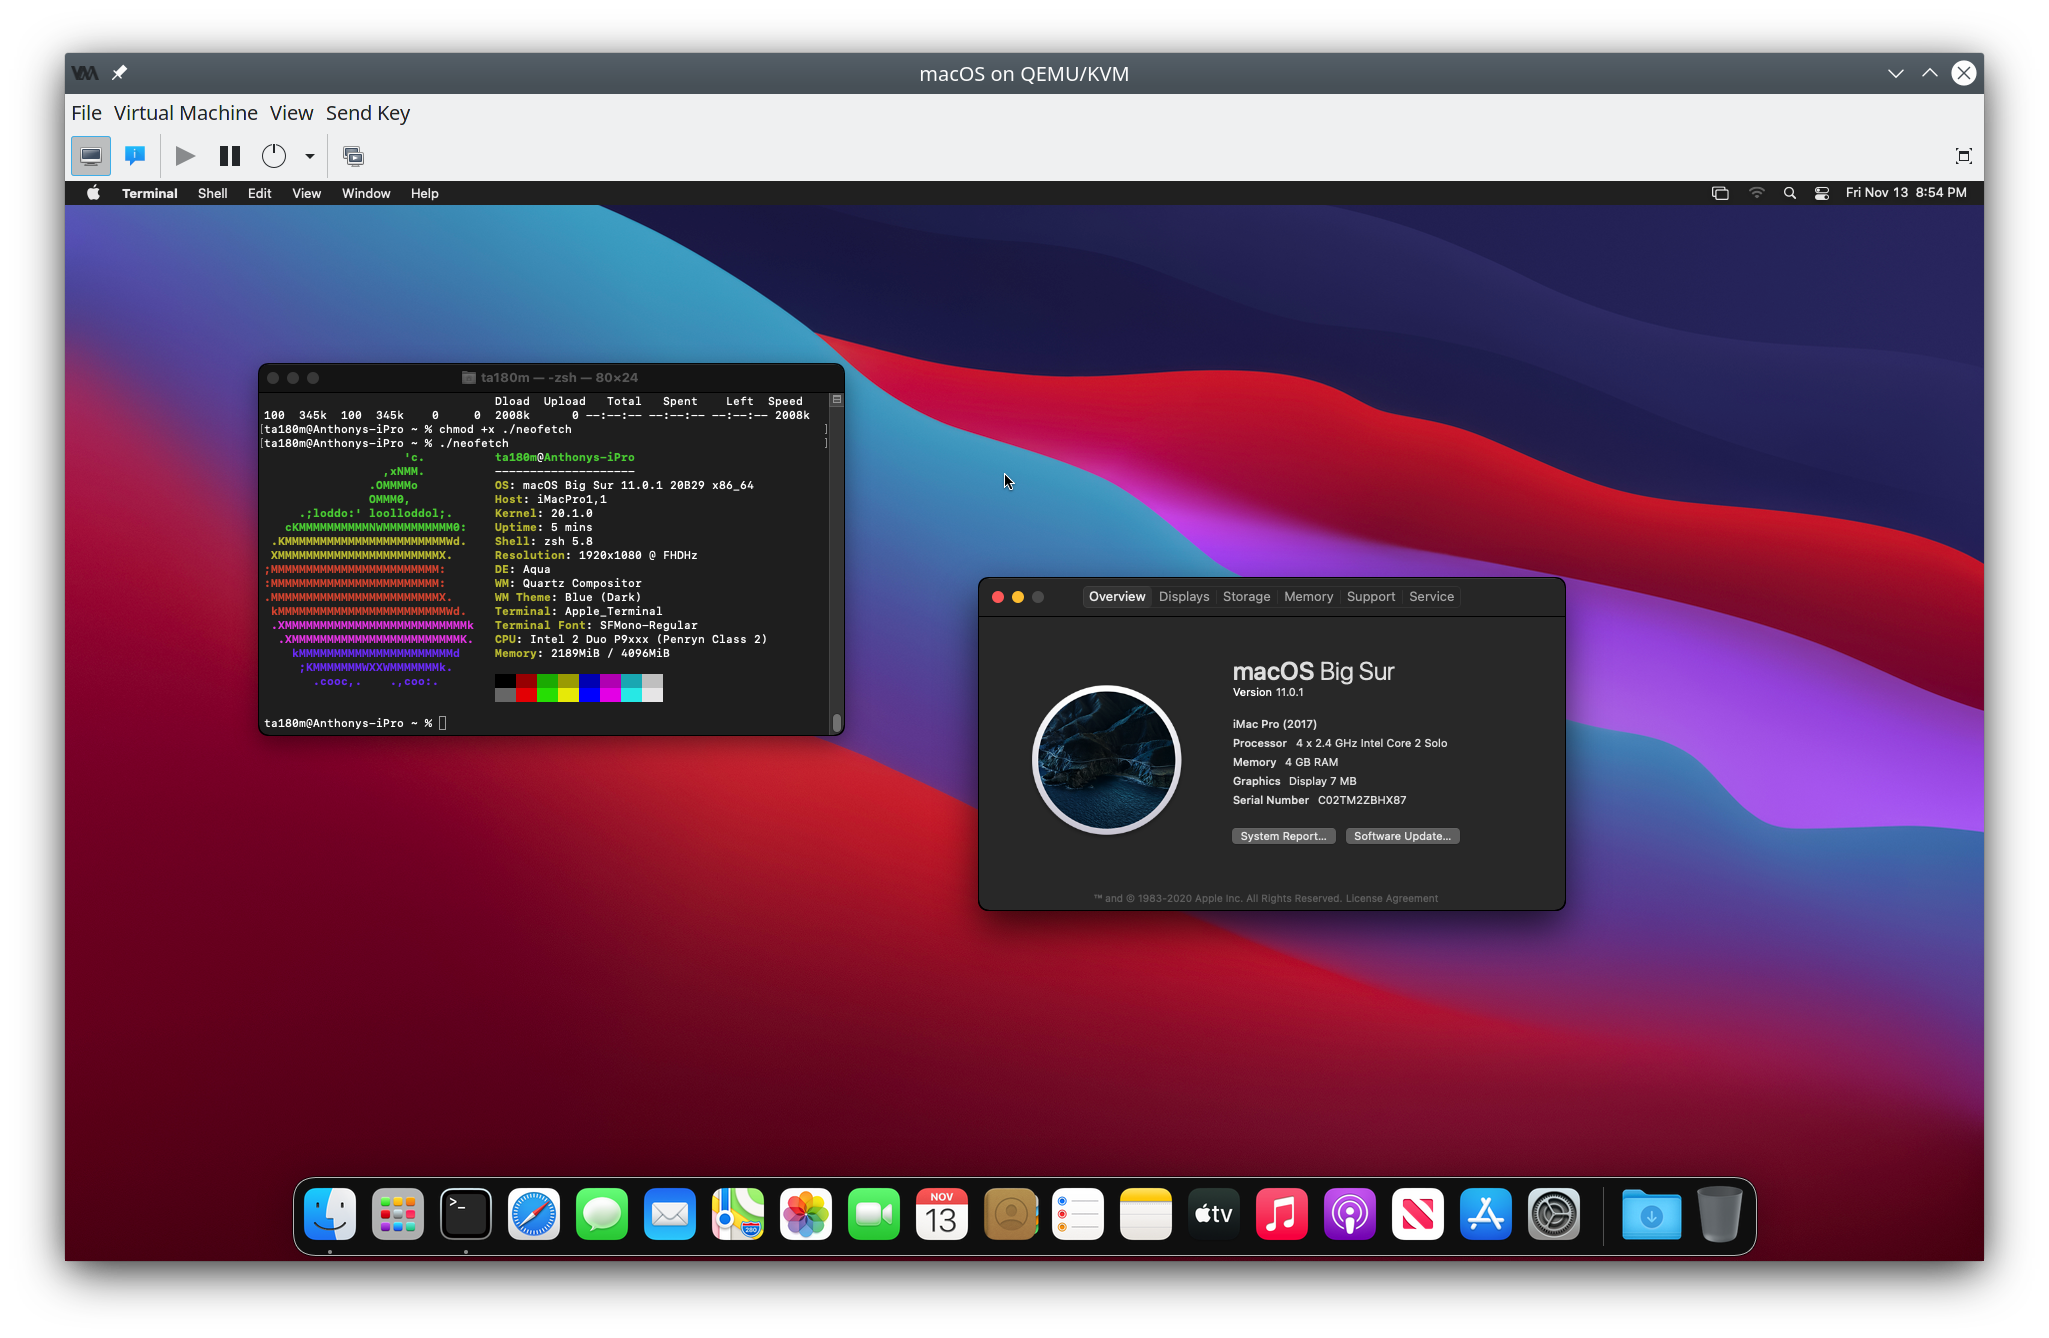 macOS on QEMU/KVM
File Virtual Machine View Send Key
Terminal Shell Edit View Window Help
Fri Nov 13 8:54 PM
ta180m — -zsh — 80×24
Dload Upload Total Spent Left Speed
100 345k 100 345k 0 0 2008k 0 --:--:-- --:--:-- --:--:-- 2008k
[ta180m@Anthonys-iPro ~ % chmod +x ./neofetch ]
[ta180m@Anthonys-iPro ~ % ./neofetch ]
'c. ta180m@Anthonys-iPro
,xNMM. --------------------
.OMMMMo OS: macOS Big Sur 11.0.1 20B29 x86_64
OMMM0, Host: iMacPro1,1
.;loddo:' loolloddol;. Kernel: 20.1.0
cKMMMMMMMMMMNWMMMMMMMMMM0: Uptime: 5 mins
.KMMMMMMMMMMMMMMMMMMMMMMMWd. Shell: zsh 5.8
XMMMMMMMMMMMMMMMMMMMMMMMX. Resolution: 1920x1080 @ FHDHz
;MMMMMMMMMMMMMMMMMMMMMMMM: DE: Aqua
:MMMMMMMMMMMMMMMMMMMMMMMM: WM: Quartz Compositor
.MMMMMMMMMMMMMMMMMMMMMMMMX. WM Theme: Blue (Dark)
kMMMMMMMMMMMMMMMMMMMMMMMMWd. Terminal: Apple_Terminal
.XMMMMMMMMMMMMMMMMMMMMMMMMMMk Terminal Font: SFMono-Regular
.XMMMMMMMMMMMMMMMMMMMMMMMMK. CPU: Intel 2 Duo P9xxx (Penryn Class 2)
kMMMMMMMMMMMMMMMMMMMMMMd Memory: 2189MiB / 4096MiB
;KMMMMMMMWXXWMMMMMMMk.
.cooc,. .,coo:.
ta180m@Anthonys-iPro ~ %
Overview Displays Storage Memory Support Service
macOS Big Sur
Version 11.0.1
iMac Pro (2017)
Processor 4 x 2.4 GHz Intel Core 2 Solo
Memory 4 GB RAM
Graphics Display 7 MB
Serial Number C02TM2ZBHX87
System Report... Software Update...
™ and © 1983-2020 Apple Inc. All Rights Reserved. License Agreement
>_
280
NOV
13
tv